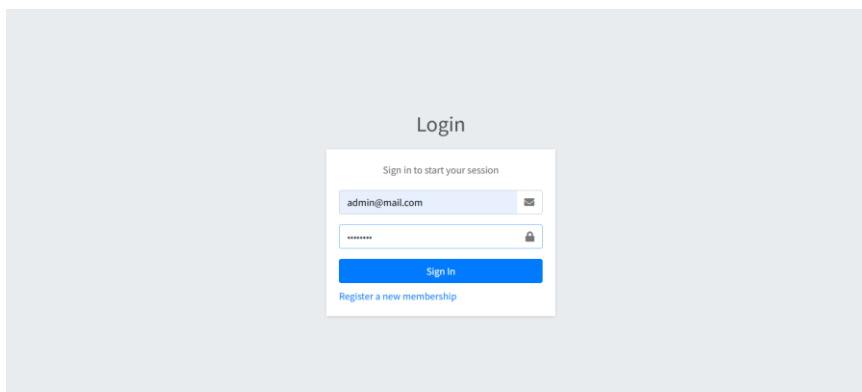 Login
Sign in to start your session
admin@mail.com
••••••••
Sign In
Register a new membership